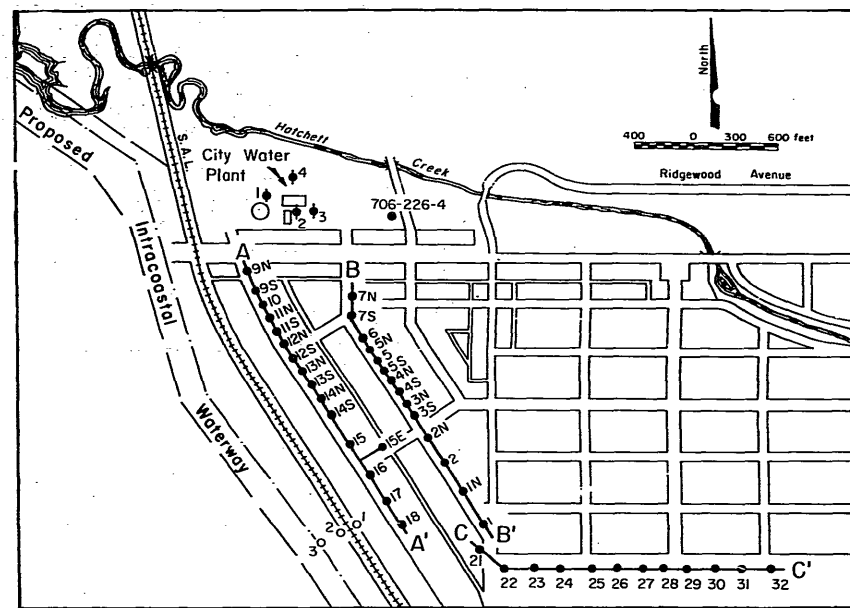 North
400 0 300 600 feet
Hatchett Creek
Ridgewood Avenue
Proposed Intracoastal Waterway
S.A.L.
City Water Plant
4
1
2
3
706-226-4
A
9N
9S
10
11N
11S
12N
12S
13N
13S
14N
14S
15
15E
16
17
18
A'
B
7N
7S
6
5N
5
5S
4N
4S
3N
3S
2N
2
1N
1
B'
1
2
3
C
21
22
23
24
25
26
27
28
29
30
31
32
C'